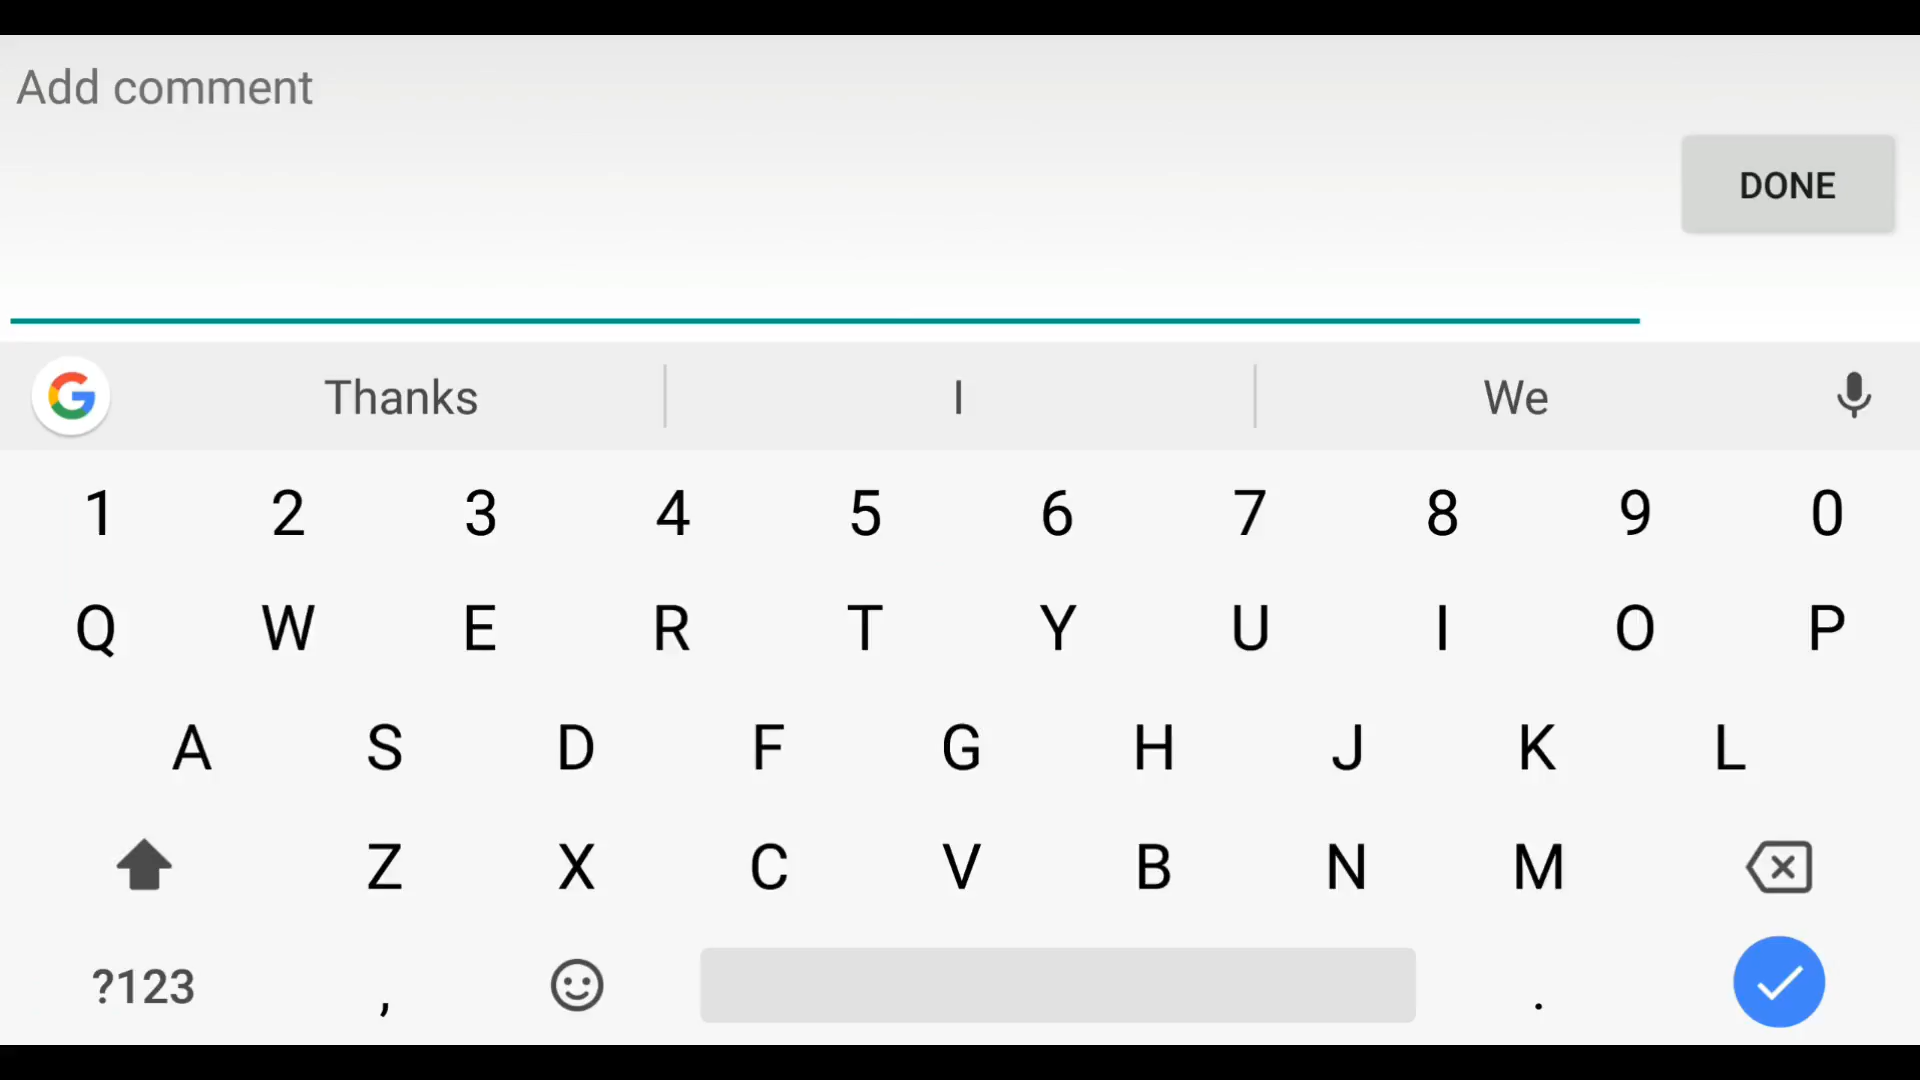 Add comment
DONE
Thanks I We
1 2 3 4 5 6 7 8 9 0
Q W E R T Y U I O P
A S D F G H J K L
Z X C V B N M
?123 , .